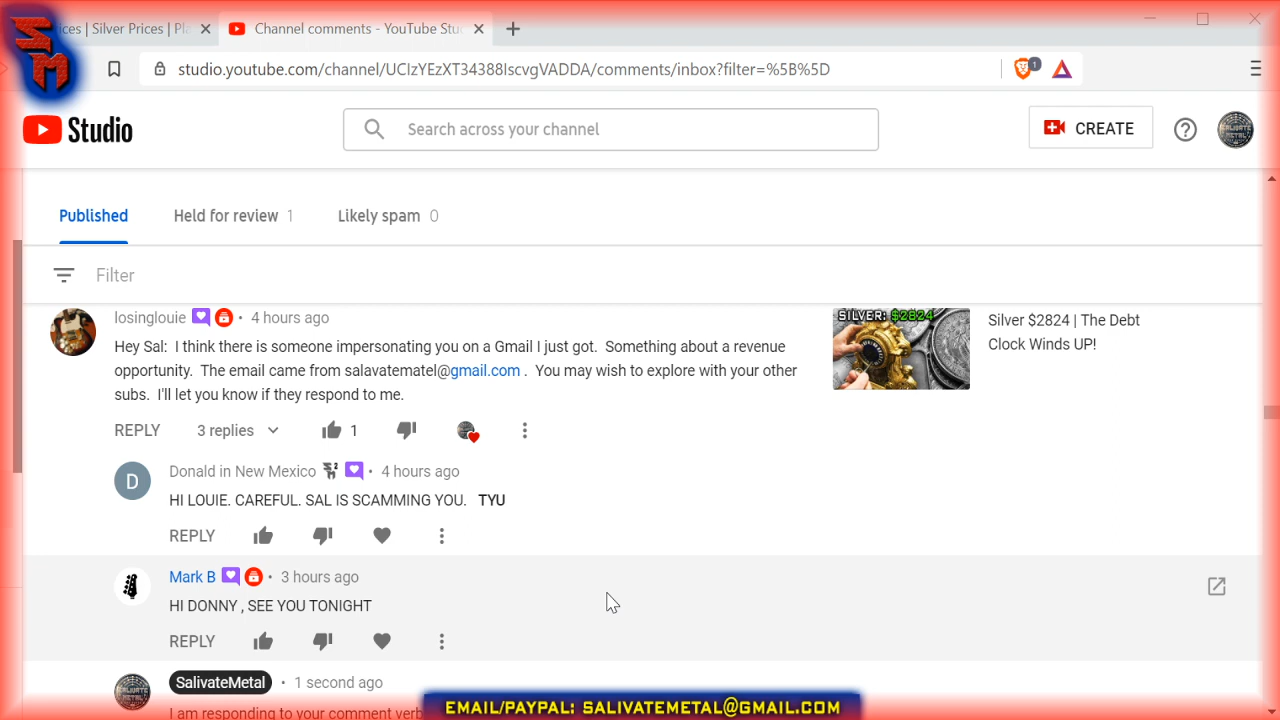 SM
ices | Silver Prices | Pla
Channel comments - YouTube Stu
studio.youtube.com/channel/UCIzYEzXT34388IscvgVADDA/comments/inbox?filter=%5B%5D
1
Studio
Search across your channel
CREATE
Published
Held for review 1
Likely spam 0
Filter
losinglouie • 4 hours ago
Hey Sal: I think there is someone impersonating you on a Gmail I just got. Something about a revenue
opportunity. The email came from salavatematel@gmail.com . You may wish to explore with your other
subs. I'll let you know if they respond to me.
REPLY 3 replies 1
SILVER: $2824
Silver $2824 | The Debt
Clock Winds UP!
D
Donald in New Mexico • 4 hours ago
HI LOUIE. CAREFUL. SAL IS SCAMMING YOU. TYU
REPLY
Mark B • 3 hours ago
HI DONNY , SEE YOU TONIGHT
REPLY
SalivateMetal • 1 second ago
I am responding to your comment verb
EMAIL/PAYPAL: SALIVATEMETAL@GMAIL.COM